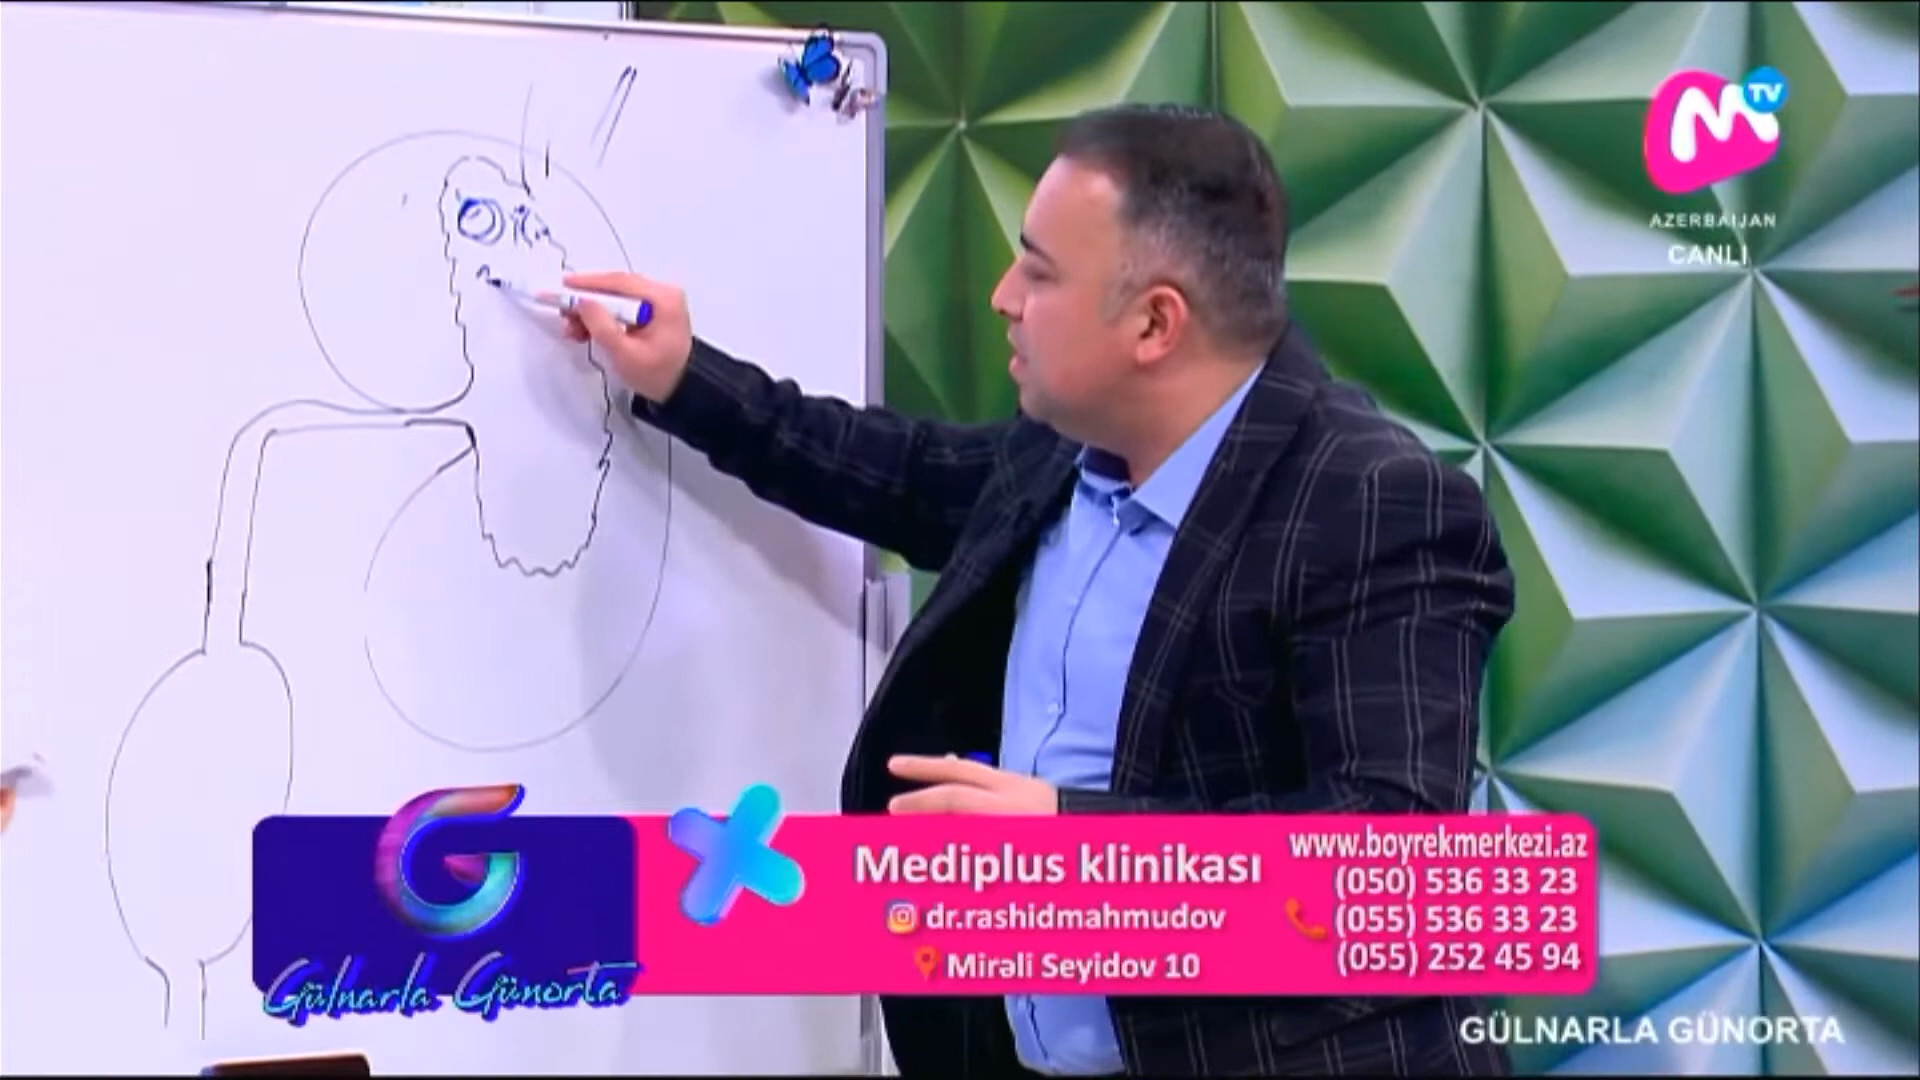 M TV
AZERBAIJAN
CANLI
G
Gülnarla Günorta
Mediplus klinikası
dr.rashidmahmudov
Mirəli Seyidov 10
www.boyrekmerkezi.az
(050) 536 33 23
(055) 536 33 23
(055) 252 45 94
GÜLNARLA GÜNORTA